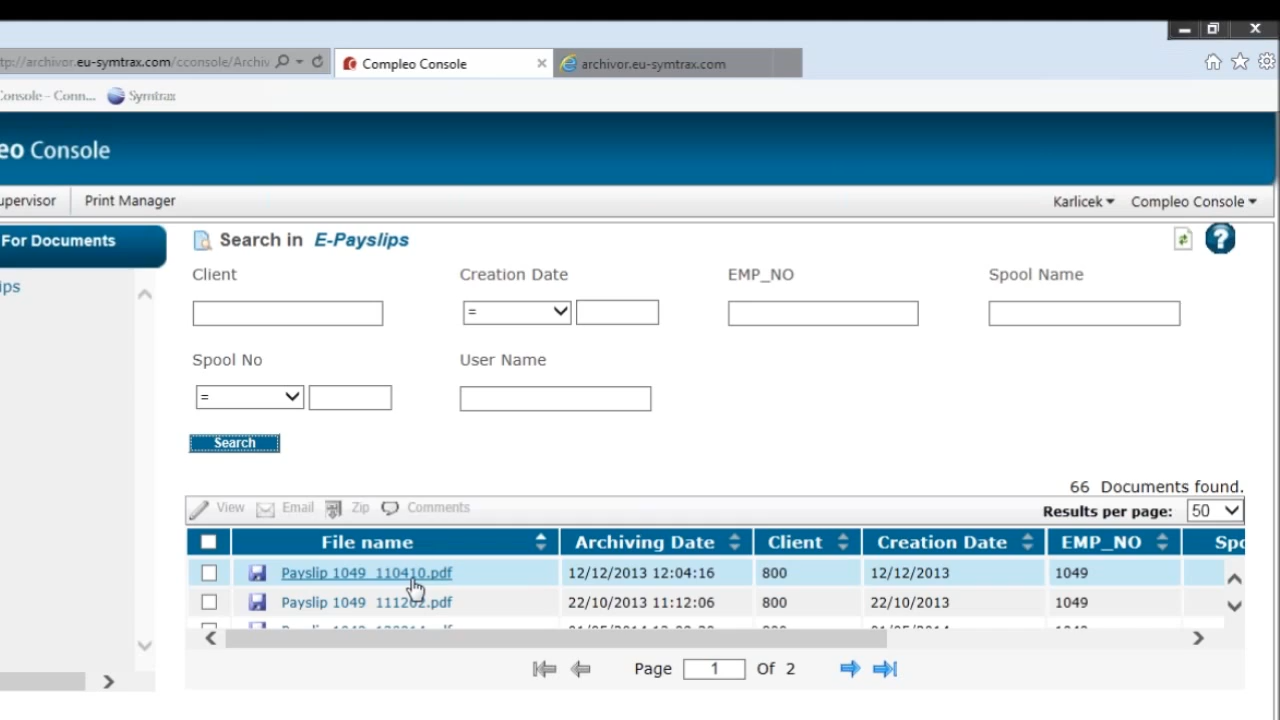 tp://archivor.eu-symtrax.com/cconsole/Archiv
Compleo Console
archivor.eu-symtrax.com
Console - Conn...
Symtrax
eo Console
upervisor
Print Manager
Karlicek
Compleo Console
For Documents
Search in E-Payslips
ips
Client
Creation Date
EMP_NO
Spool Name
=
Spool No
User Name
=
Search
66 Documents found.
View Email Zip Comments
Results per page: 50
File name Archiving Date Client Creation Date EMP_NO Spo
Payslip 1049 110410.pdf 12/12/2013 12:04:16 800 12/12/2013 1049
Payslip 1049 111202.pdf 22/10/2013 11:12:06 800 22/10/2013 1049
Page 1 Of 2